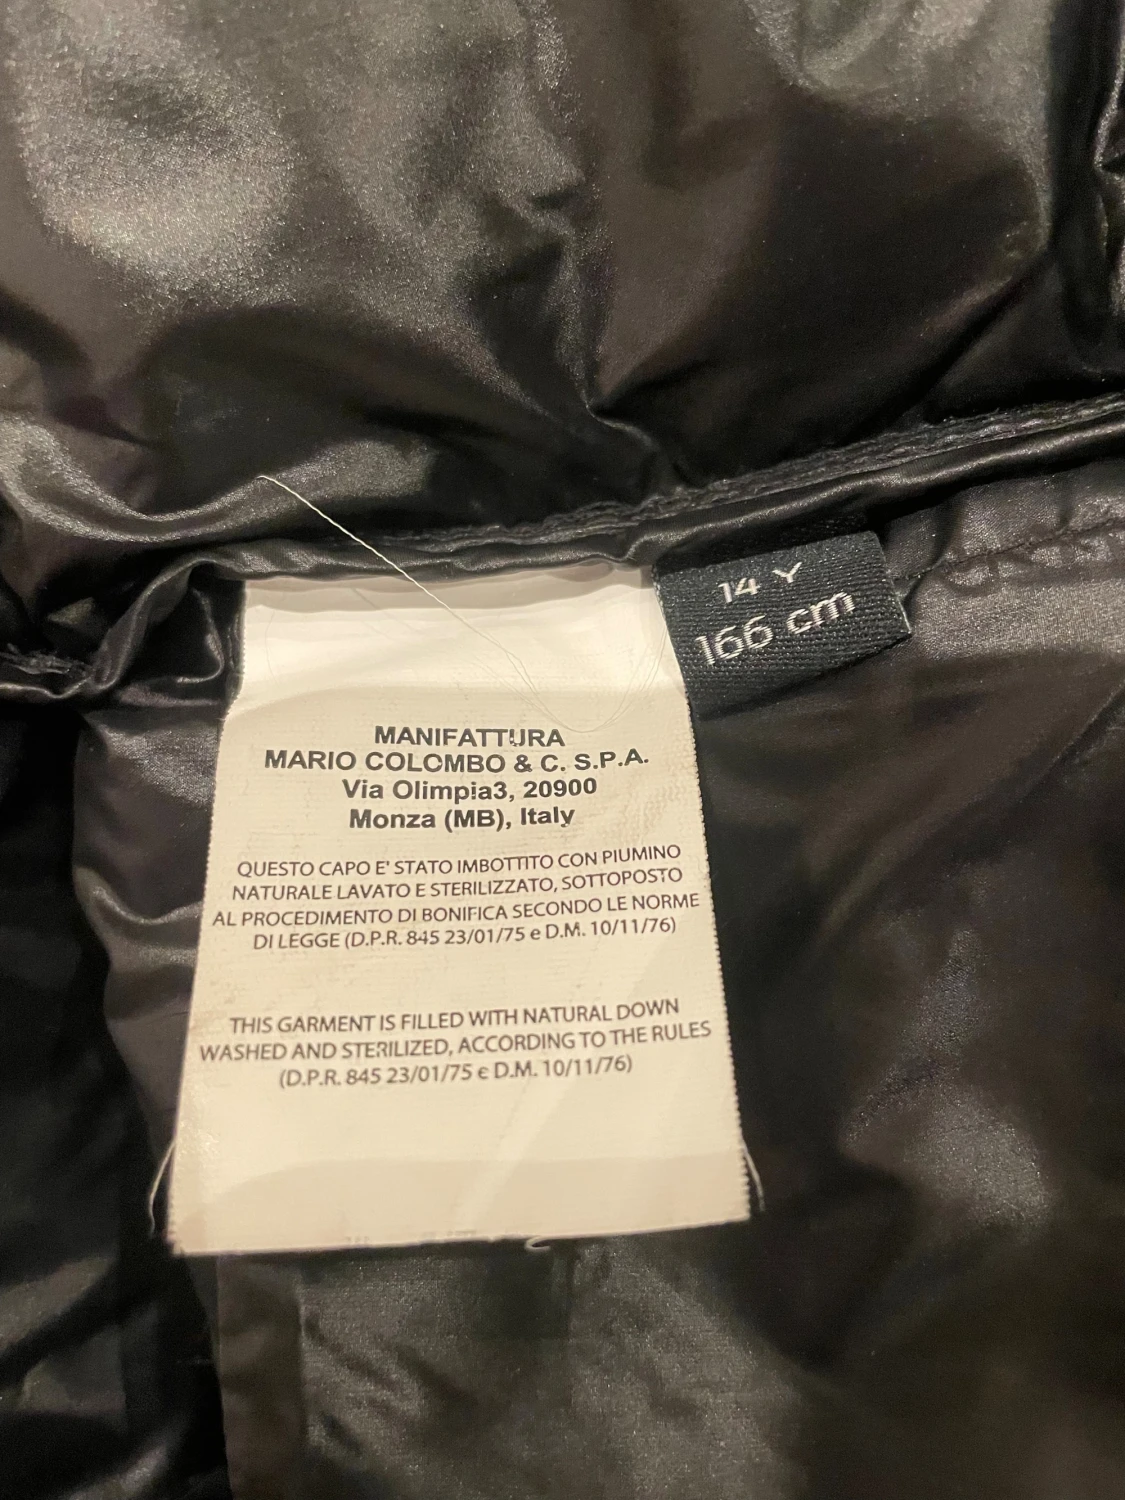 14 Y
166 cm
MANIFATTURA
MARIO COLOMBO & C. S.P.A.
Via Olimpia3, 20900
Monza (MB), Italy
QUESTO CAPO E' STATO IMBOTTITO CON PIUMINO
NATURALE LAVATO E STERILIZZATO, SOTTOPOSTO
AL PROCEDIMENTO DI BONIFICA SECONDO LE NORME
DI LEGGE (D.P.R. 845 23/01/75 e D.M. 10/11/76)
THIS GARMENT IS FILLED WITH NATURAL DOWN
WASHED AND STERILIZED, ACCORDING TO THE RULES
(D.P.R. 845 23/01/75 e D.M. 10/11/76)